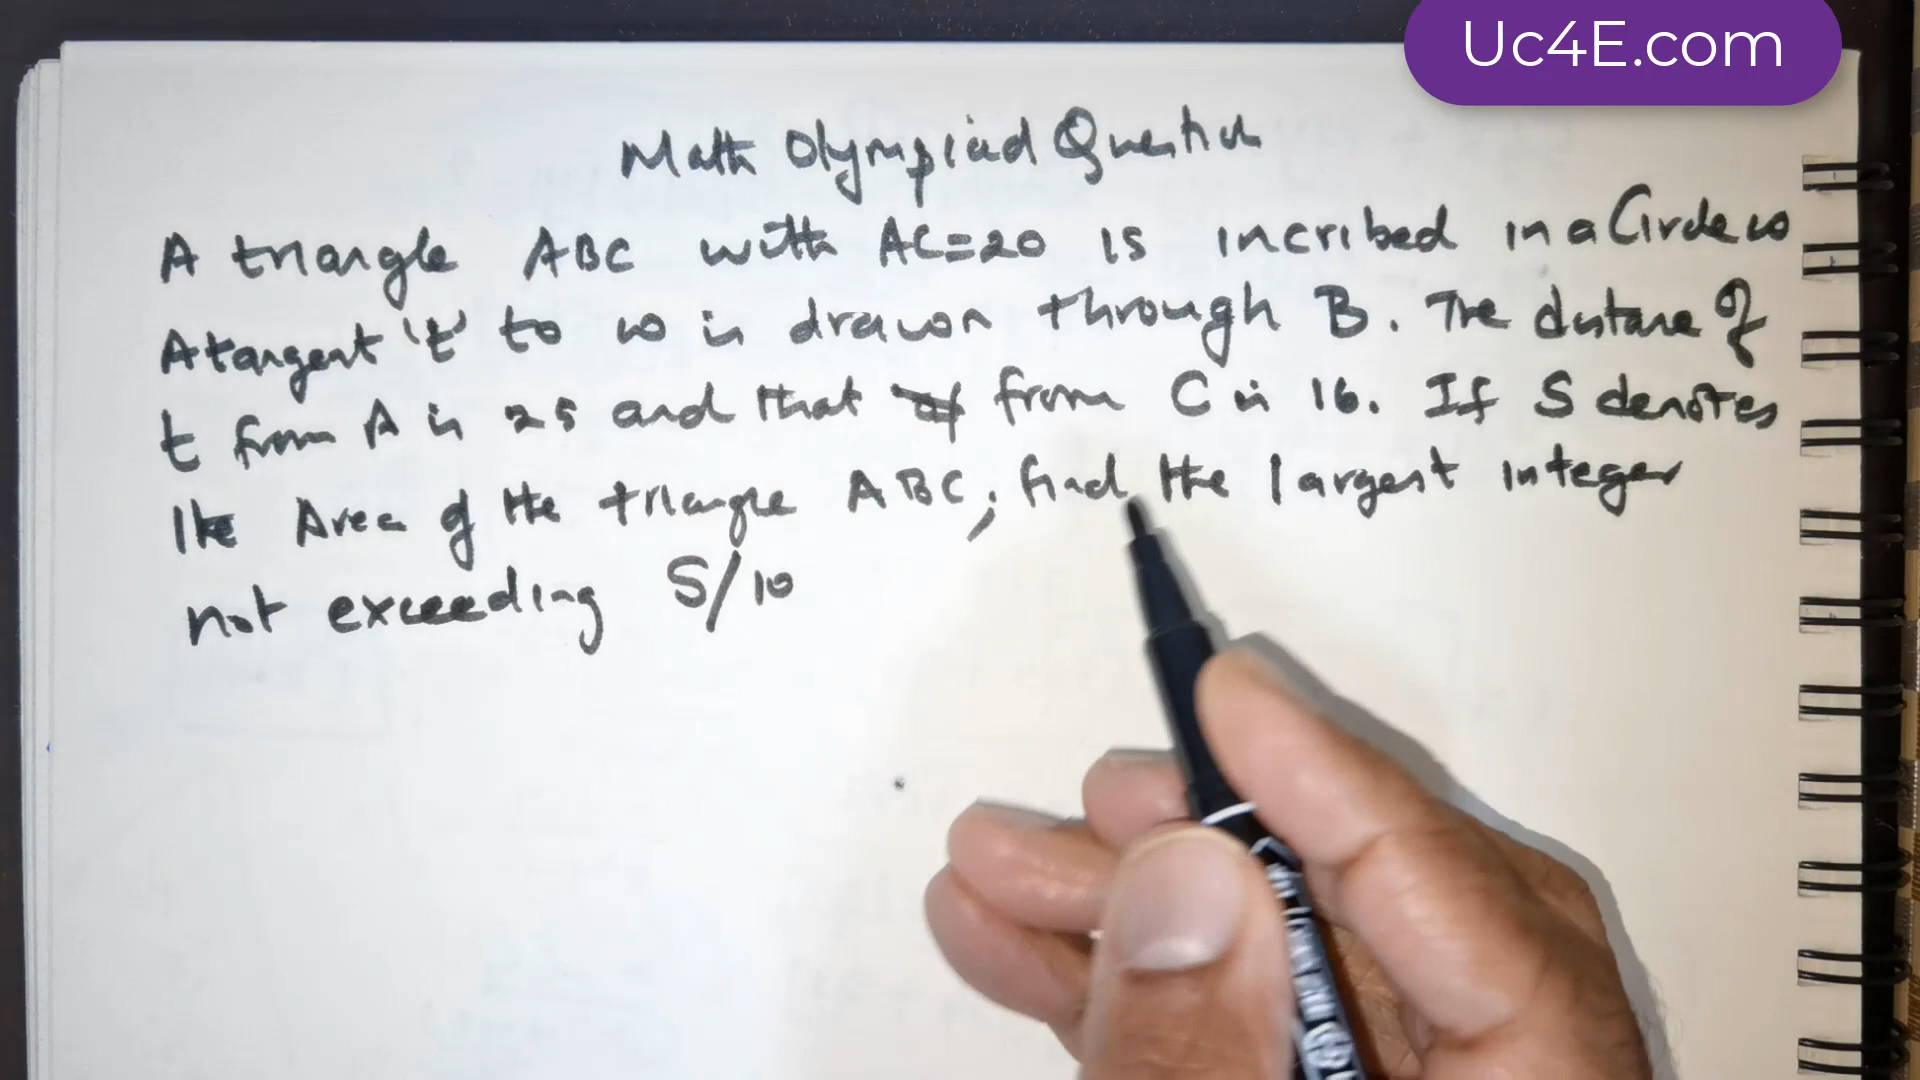 Uc4E.com
Math Olympiad Question
A triangle ABC with AC=20 is incribed in a Circle ω
A tangent 't' to ω is drawn through B. The distance of
t from A is 25 and that from C is 16. If S denotes
the Area of the triangle ABC, find the largest integer
not exceeding S/10